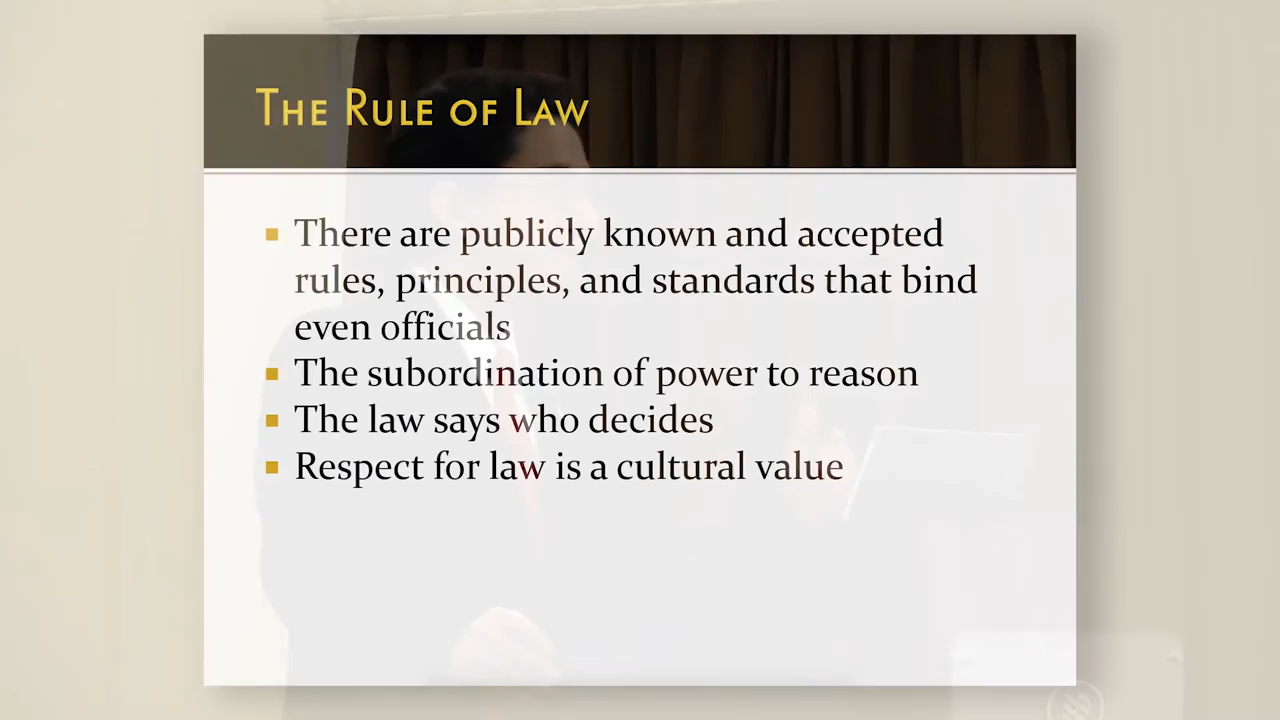 The Rule of Law
There are publicly known and accepted
rules, principles, and standards that bind
even officials
The subordination of power to reason
The law says who decides
Respect for law is a cultural value